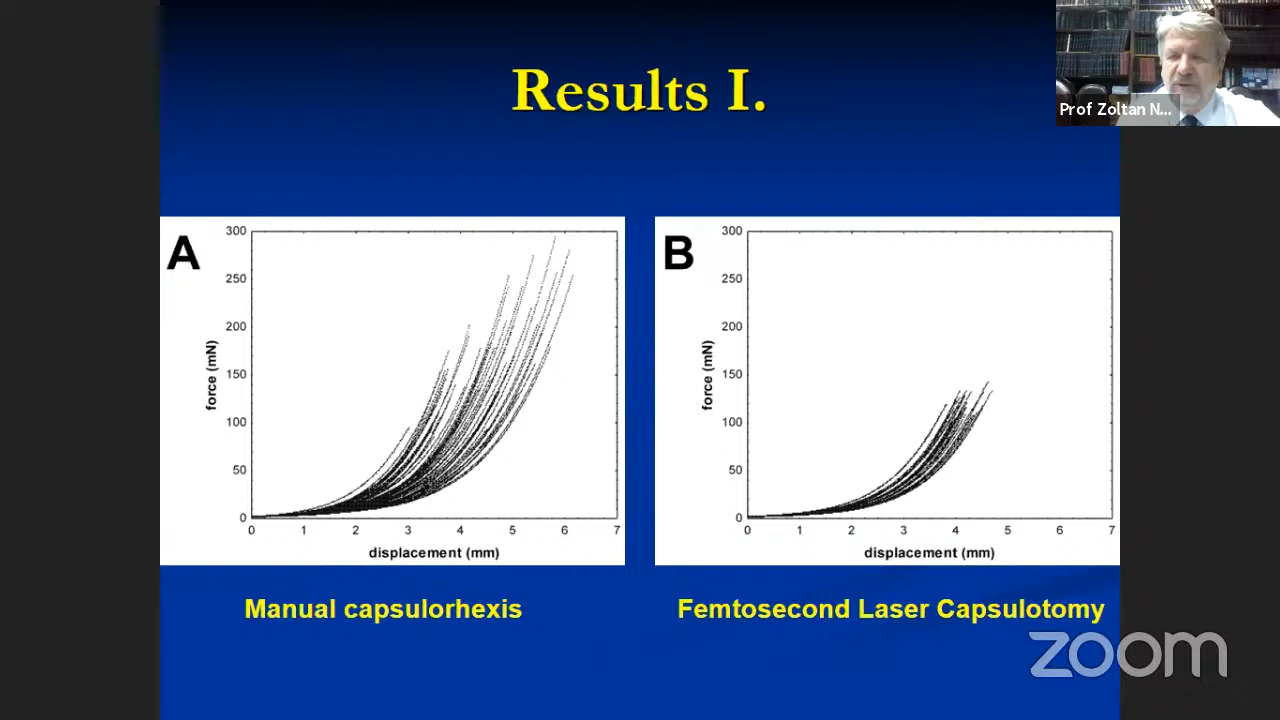 Results I.
Prof Zoltan N...
A
300
250
200
150
100
50
0
force (mN)
0 1 2 3 4 5 6 7
displacement (mm)
B
300
250
200
150
100
50
0
force (mN)
0 1 2 3 4 5 6 7
displacement (mm)
Manual capsulorhexis
Femtosecond Laser Capsulotomy
zoom